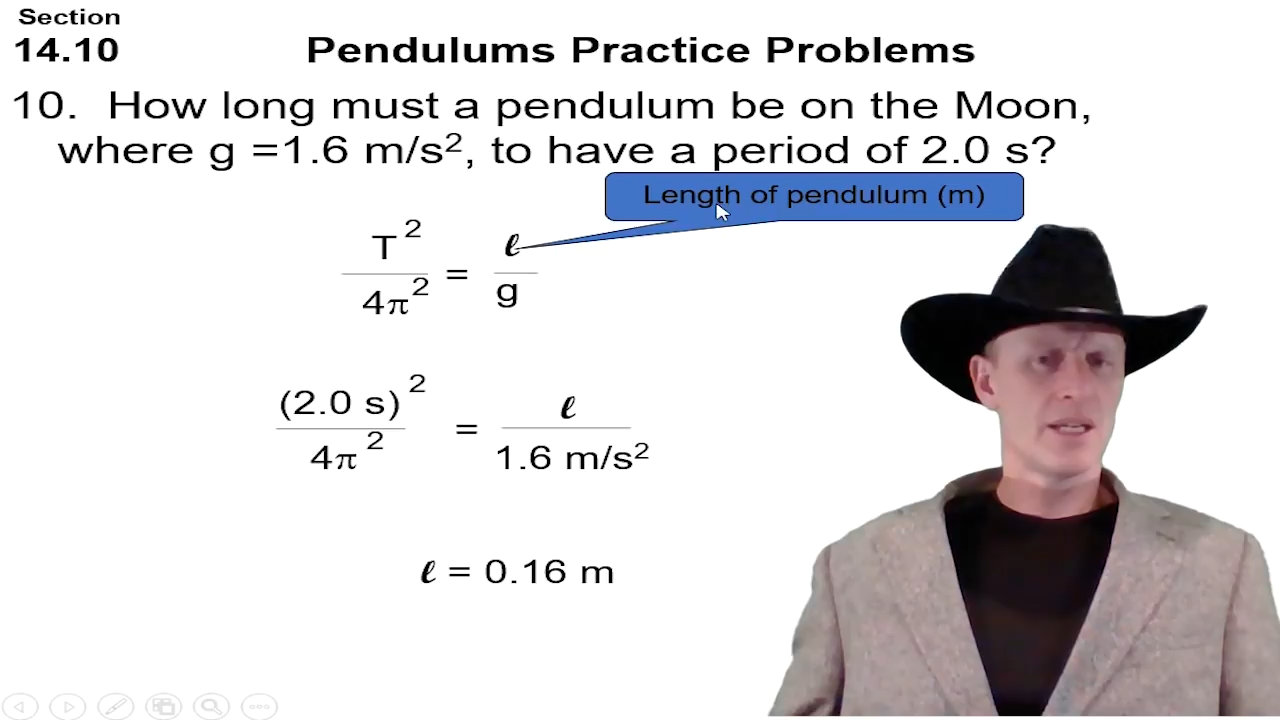 Section
14.10
Pendulums Practice Problems
10. How long must a pendulum be on the Moon,
where g =1.6 m/s², to have a period of 2.0 s?
Length of pendulum (m)
T² / 4π² = ℓ / g
(2.0 s)² / 4π² = ℓ / 1.6 m/s²
ℓ = 0.16 m